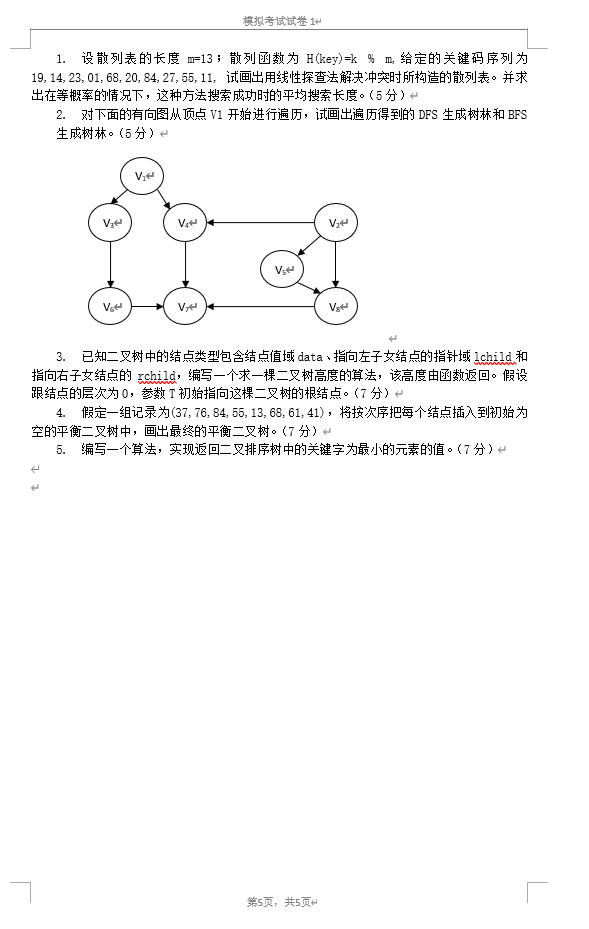 模拟考试试卷 1↵
1. 设散列表的长度 m=13；散列函数为 H(key)=k % m,给定的关键码序列为
19,14,23,01,68,20,84,27,55,11, 试画出用线性探查法解决冲突时所构造的散列表。并求
出在等概率的情况下，这种方法搜索成功时的平均搜索长度。(5 分)↵
2. 对下面的有向图从顶点 V1 开始进行遍历，试画出遍历得到的 DFS 生成树林和 BFS
生成树林。(5 分)↵
V1↵
V3↵ V4↵ V2↵
V5↵
V6↵ V7↵ V8↵
↵
3. 已知二叉树中的结点类型包含结点值域 data、指向左子女结点的指针域 lchild 和
指向右子女结点的 rchild，编写一个求一棵二叉树高度的算法，该高度由函数返回。假设
跟结点的层次为 0，参数 T 初始指向这棵二叉树的根结点。(7 分)↵
4. 假定一组记录为(37,76,84,55,13,68,61,41)，将按次序把每个结点插入到初始为
空的平衡二叉树中，画出最终的平衡二叉树。(7 分)↵
5. 编写一个算法，实现返回二叉排序树中的关键字为最小的元素的值。(7 分)↵
↵
↵
第5页，共5页↵